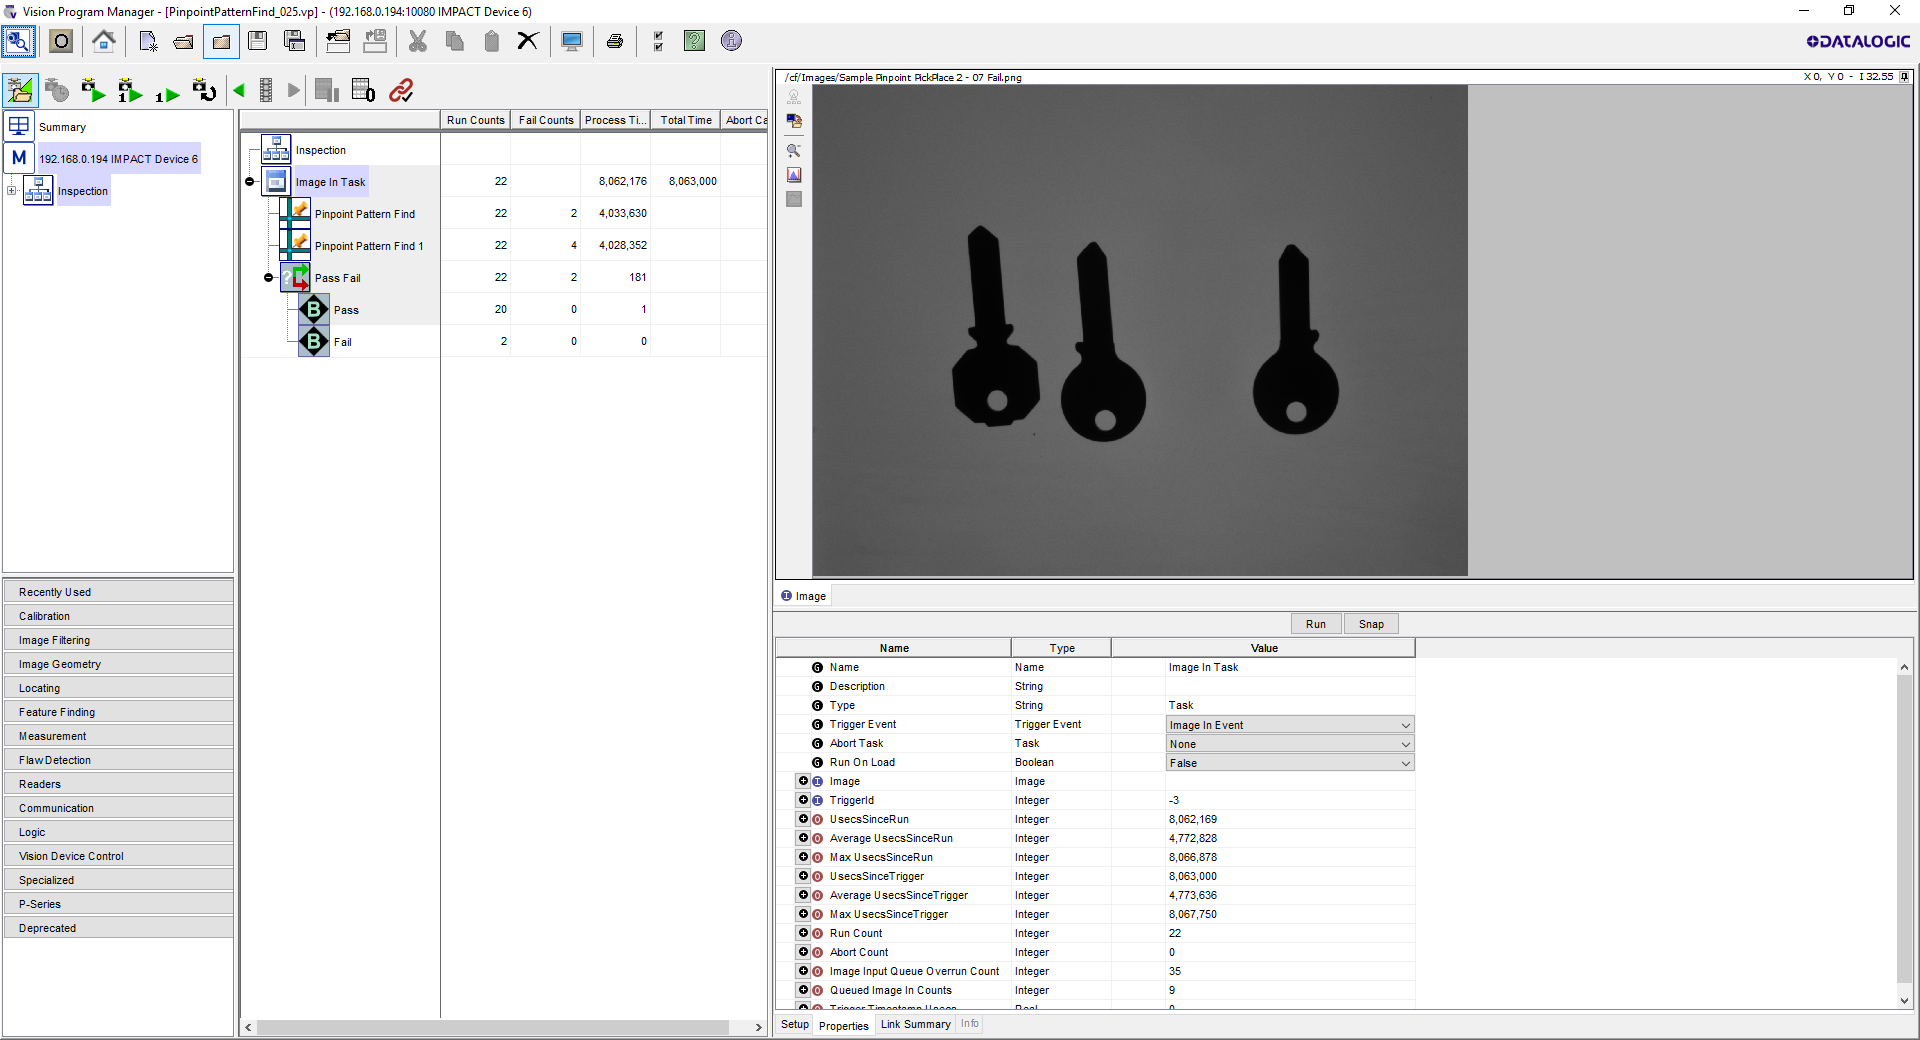 Vision Program Manager - [PinpointPatternFind_025.vp] - (192.168.0.194:10080 IMPACT Device 6)
DATALOGIC
Summary
M 192.168.0.194 IMPACT Device 6
Inspection
Recently Used
Calibration
Image Filtering
Image Geometry
Locating
Feature Finding
Measurement
Flaw Detection
Readers
Communication
Logic
Vision Device Control
Specialized
P-Series
Deprecated
Run Counts Fail Counts Process Ti... Total Time Abort Ca
Inspection
Image In Task 22 8,062,176 8,063,000
Pinpoint Pattern Find 22 2 4,033,630
Pinpoint Pattern Find 1 22 4 4,028,352
Pass Fail 22 2 181
B Pass 20 0 1
B Fail 2 0 0
/cf/Images/Sample Pinpoint PickPlace 2 - 07 Fail.png X 0, Y 0 - I 32.55
I Image
Run Snap
Name Type Value
G Name Name Image In Task
G Description String
G Type String Task
G Trigger Event Trigger Event Image In Event
G Abort Task Task None
G Run On Load Boolean False
I Image Image
I TriggerId Integer -3
O UsecsSinceRun Integer 8,062,169
O Average UsecsSinceRun Integer 4,772,828
O Max UsecsSinceRun Integer 8,066,878
O UsecsSinceTrigger Integer 8,063,000
O Average UsecsSinceTrigger Integer 4,773,636
O Max UsecsSinceTrigger Integer 8,067,750
O Run Count Integer 22
O Abort Count Integer 0
O Image Input Queue Overrun Count Integer 35
O Queued Image In Counts Integer 9
O Trigger Timestamp Usecs Real 0
Setup Properties Link Summary Info